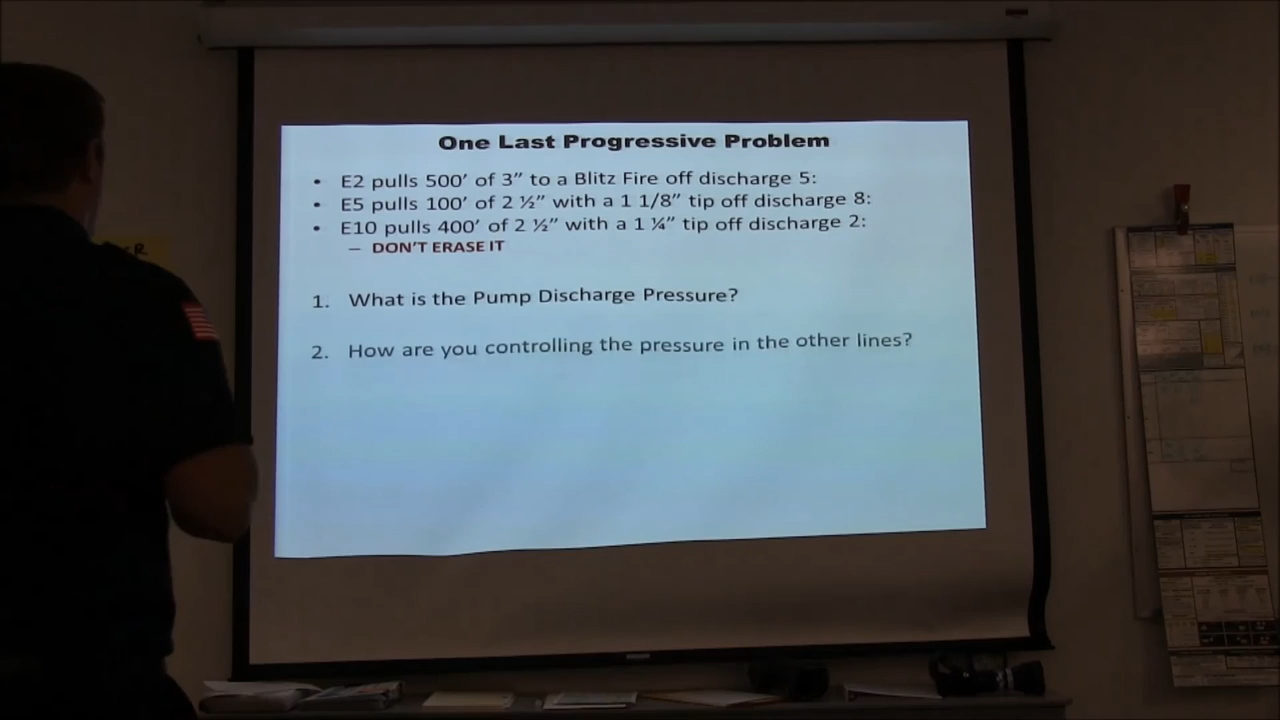 One Last Progressive Problem
• E2 pulls 500’ of 3” to a Blitz Fire off discharge 5:
• E5 pulls 100’ of 2 ½” with a 1 1/8” tip off discharge 8:
• E10 pulls 400’ of 2 ½” with a 1 ¼” tip off discharge 2:
– DON’T ERASE IT
1. What is the Pump Discharge Pressure?
2. How are you controlling the pressure in the other lines?